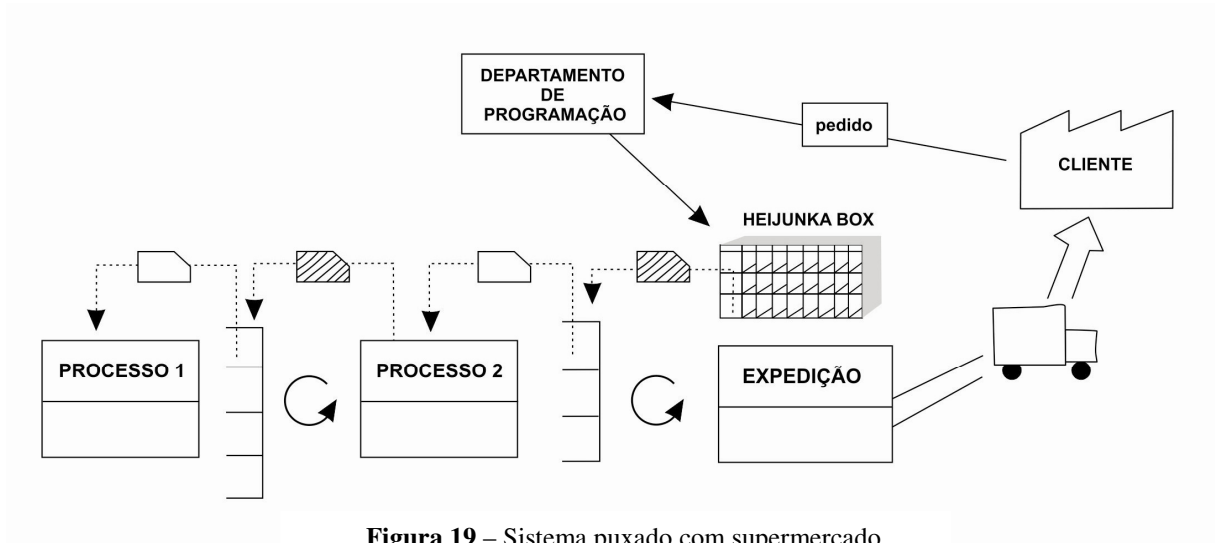 DEPARTAMENTO
DE
PROGRAMAÇÃO
pedido
CLIENTE
HEIJUNKA BOX
PROCESSO 1
PROCESSO 2
EXPEDIÇÃO
Figura 19 – Sistema puxado com supermercado